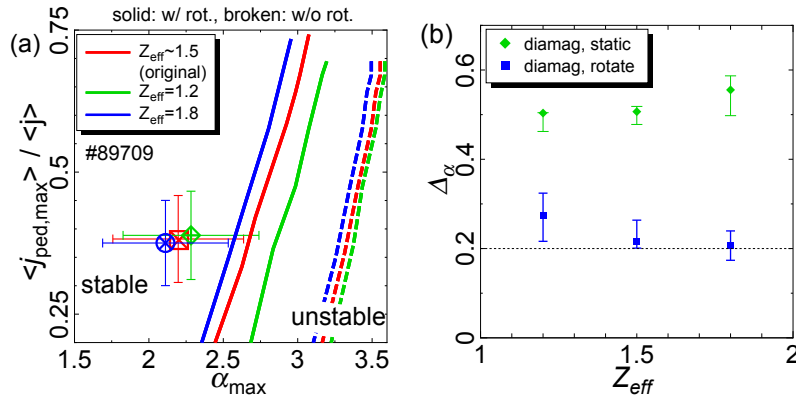 solid: w/ rot., broken: w/o rot.
(a)
0.75
0.5
0.25
<j_ped,max> / <j>
Z_eff~1.5
(original)
Z_eff=1.2
Z_eff=1.8
#89709
stable
unstable
1.5
2
2.5
3
3.5
α_max
(b)
diamag, static
diamag, rotate
0.6
0.4
0.2
0
Δ_α
1
1.5
2
Z_eff